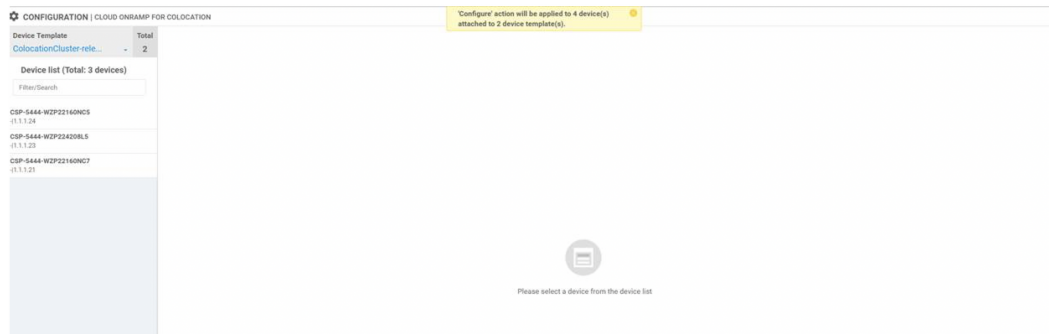 CONFIGURATION | CLOUD ONRAMP FOR COLOCATION
'Configure' action will be applied to 4 device(s)
attached to 2 device template(s).
Device Template
Total
ColocationCluster-rele...
2
Device list (Total: 3 devices)
Filter/Search
CSP-5444-WZP22160NC5
-|1.1.1.24
CSP-5444-WZP224208L5
-|1.1.1.23
CSP-5444-WZP22160NC7
-|1.1.1.21
Please select a device from the device list